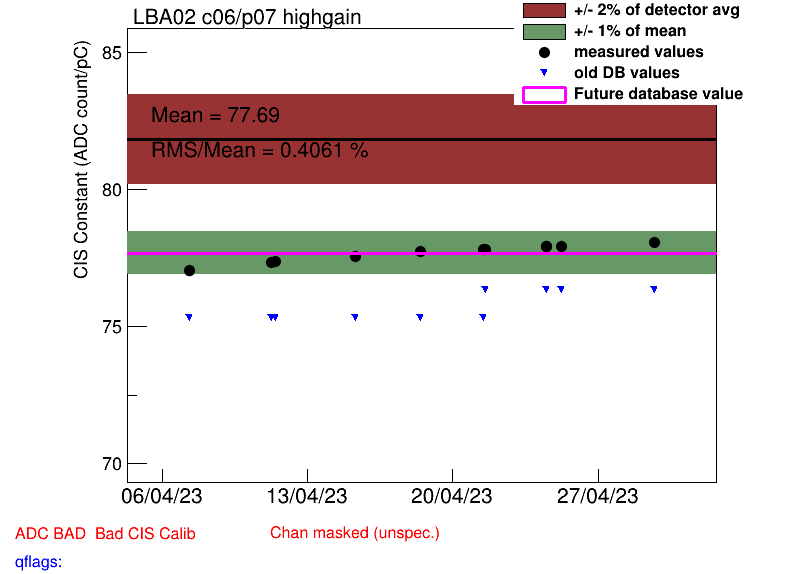 LBA02 c06/p07 highgain
+/- 2% of detector avg
+/- 1% of mean
measured values
old DB values
Future database value
CIS Constant (ADC count/pC)
85
80
75
70
Mean = 77.69
RMS/Mean = 0.4061 %
06/04/23 13/04/23 20/04/23 27/04/23
ADC BAD Bad CIS Calib Chan masked (unspec.)
qflags: